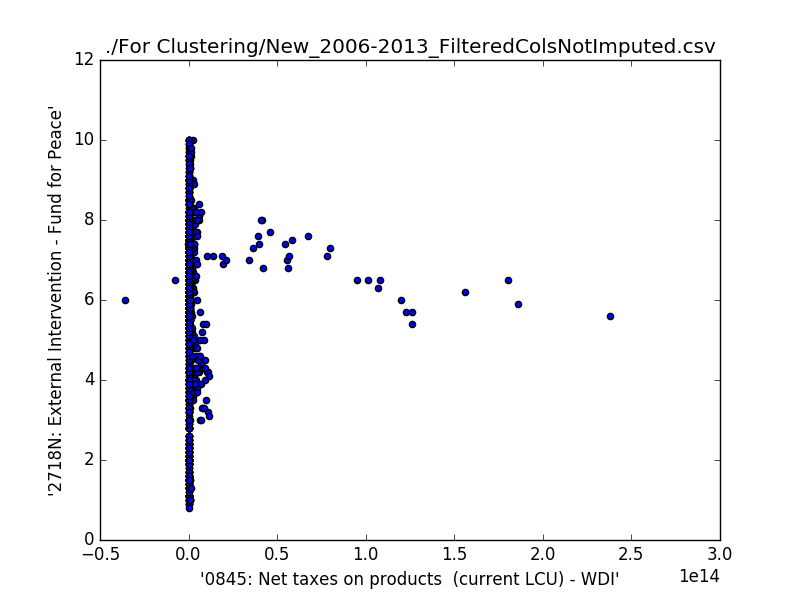 ./For Clustering/New_2006-2013_FilteredColsNotImputed.csv
12
10
8
6
4
2
0
'2718N: External Intervention - Fund for Peace'
−0.5 0.0 0.5 1.0 1.5 2.0 2.5 3.0
1e14
'0845: Net taxes on products  (current LCU) - WDI'